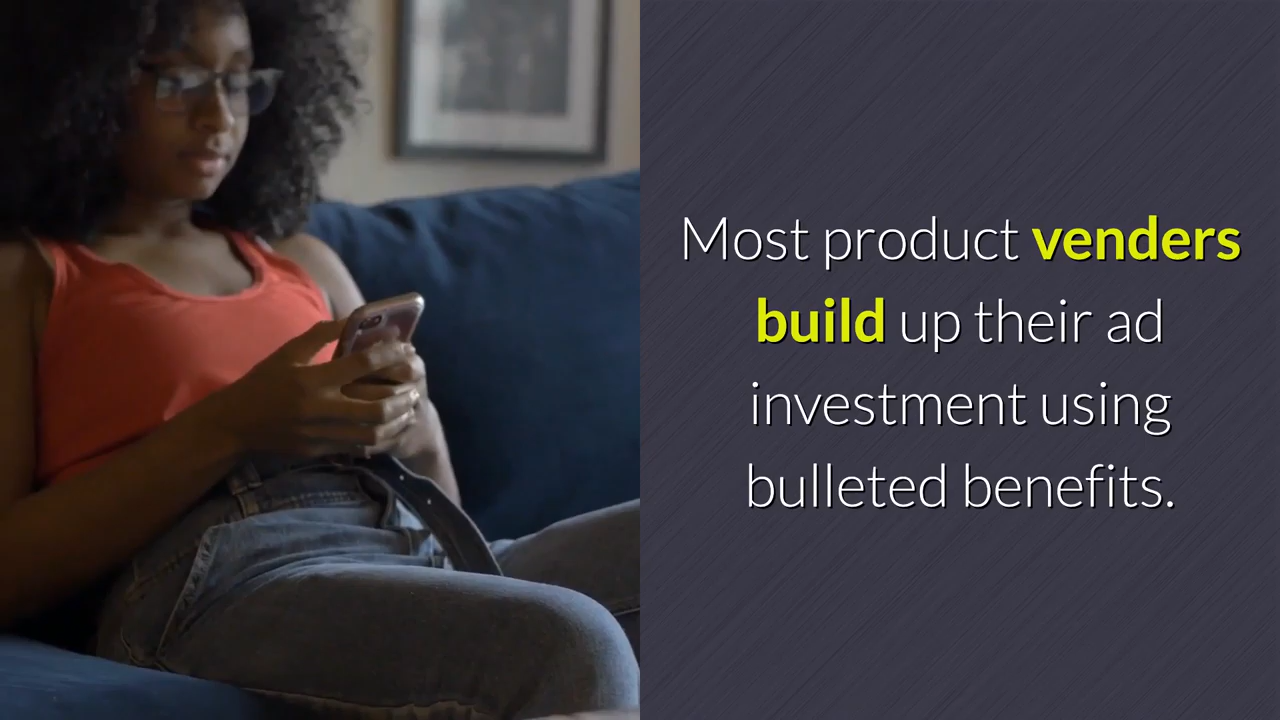 Most product venders
build up their ad
investment using
bulleted benefits.